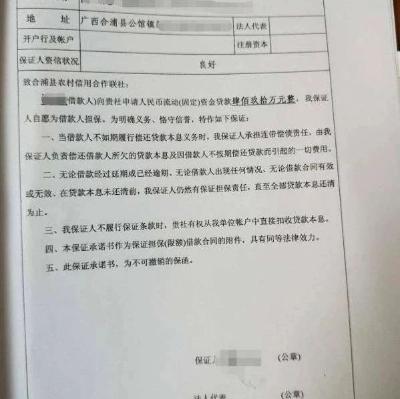 地　　址 广西合浦县公馆镇 法人代表
开户行及帐户 注册资本
保证人资信状况 良好
致合浦县农村信用合作联社:
(借款人)向贵社申请人民币流动(固定)资金贷款肆佰玖拾万元整，我保证
人自愿为借款人担保。为明确义务、恪守信誉，特作如下保证：
一、当借款人不如期履行偿还贷款本息义务时，我保证人承担连带偿债责任，由我
保证人负责偿还借款人所欠的贷款本息及因借款人不按期偿还贷款而引起的一切费用。
二、无论借款经过延期或已经逾期、无论借款人出现任何情况、无论借款合同有效
或无效、在贷款本息未还清前，我保证人仍然有保证担保责任，直至全部贷款本息还清
为止。
三、我保证人不履行保证条款时，贵社有权从我单位帐户中直接扣收贷款本息。
四、本保证承诺书作为保证担保(限额)借款合同的附件，具有同等法律效力。
五、此保证承诺书，为不可撤销的保函。
保证人 (公章)
法人代表 (公章)